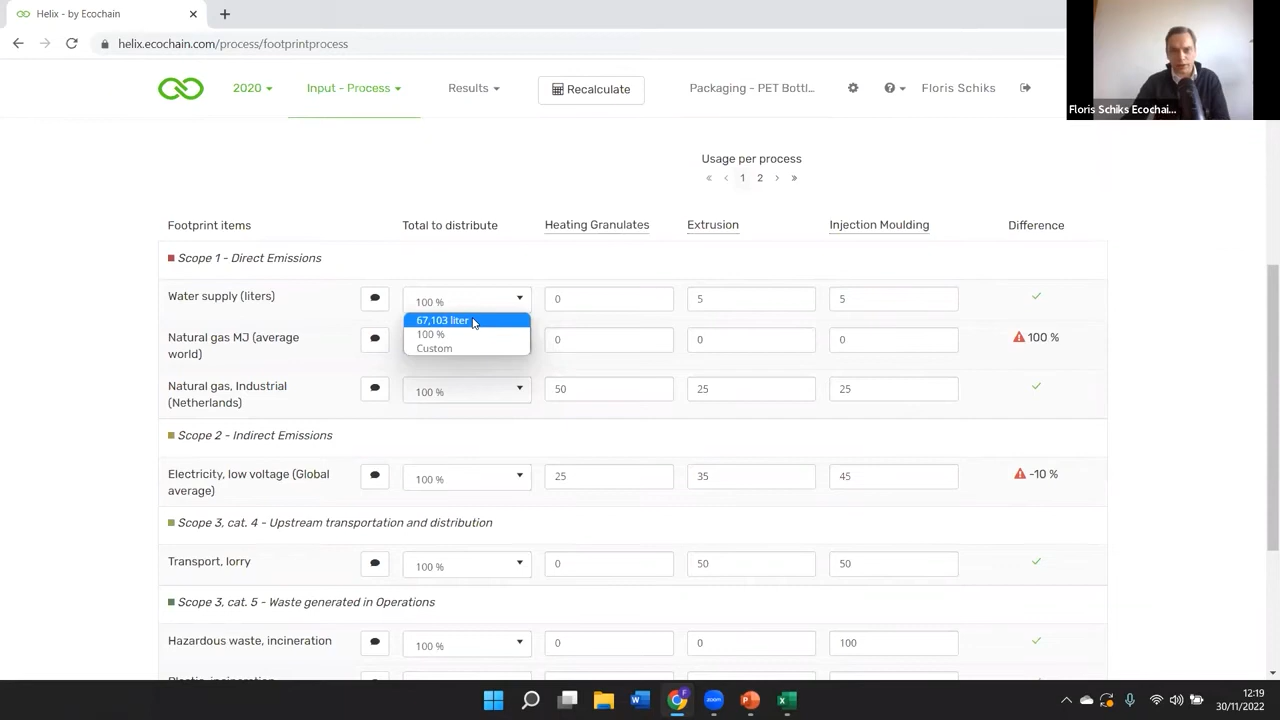 Helix - by Ecochain
helix.ecochain.com/process/footprintprocess
2020
Input - Process
Results
Recalculate
Packaging - PET Bottl...
Floris Schiks
Floris Schiks Ecochai...
Usage per process
« ‹ 1 2 › »
Footprint items Total to distribute Heating Granulates Extrusion Injection Moulding Difference
Scope 1 - Direct Emissions
Water supply (liters) 100 % 0 5 5
67,103 liter
100 %
Custom
Natural gas MJ (average
world) 0 0 0 100 %
Natural gas, Industrial
(Netherlands) 100 % 50 25 25
Scope 2 - Indirect Emissions
Electricity, low voltage (Global
average) 100 % 25 35 45 -10 %
Scope 3, cat. 4 - Upstream transportation and distribution
Transport, lorry 100 % 0 50 50
Scope 3, cat. 5 - Waste generated in Operations
Hazardous waste, incineration 100 % 0 0 100
12:19
30/11/2022